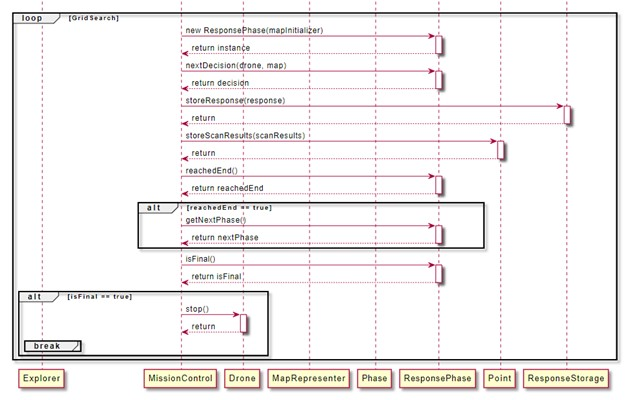 loop [GridSearch]
new ResponsePhase(mapInitializer)
return instance
nextDecision(drone, map)
return decision
storeResponse(response)
return
storeScanResults(scanResults)
return
reachedEnd()
return reachedEnd
alt [reachedEnd == true]
getNextPhase()
return nextPhase
isFinal()
return isFinal
alt [isFinal == true]
stop()
return
break
Explorer MissionControl Drone MapRepresenter Phase ResponsePhase Point ResponseStorage